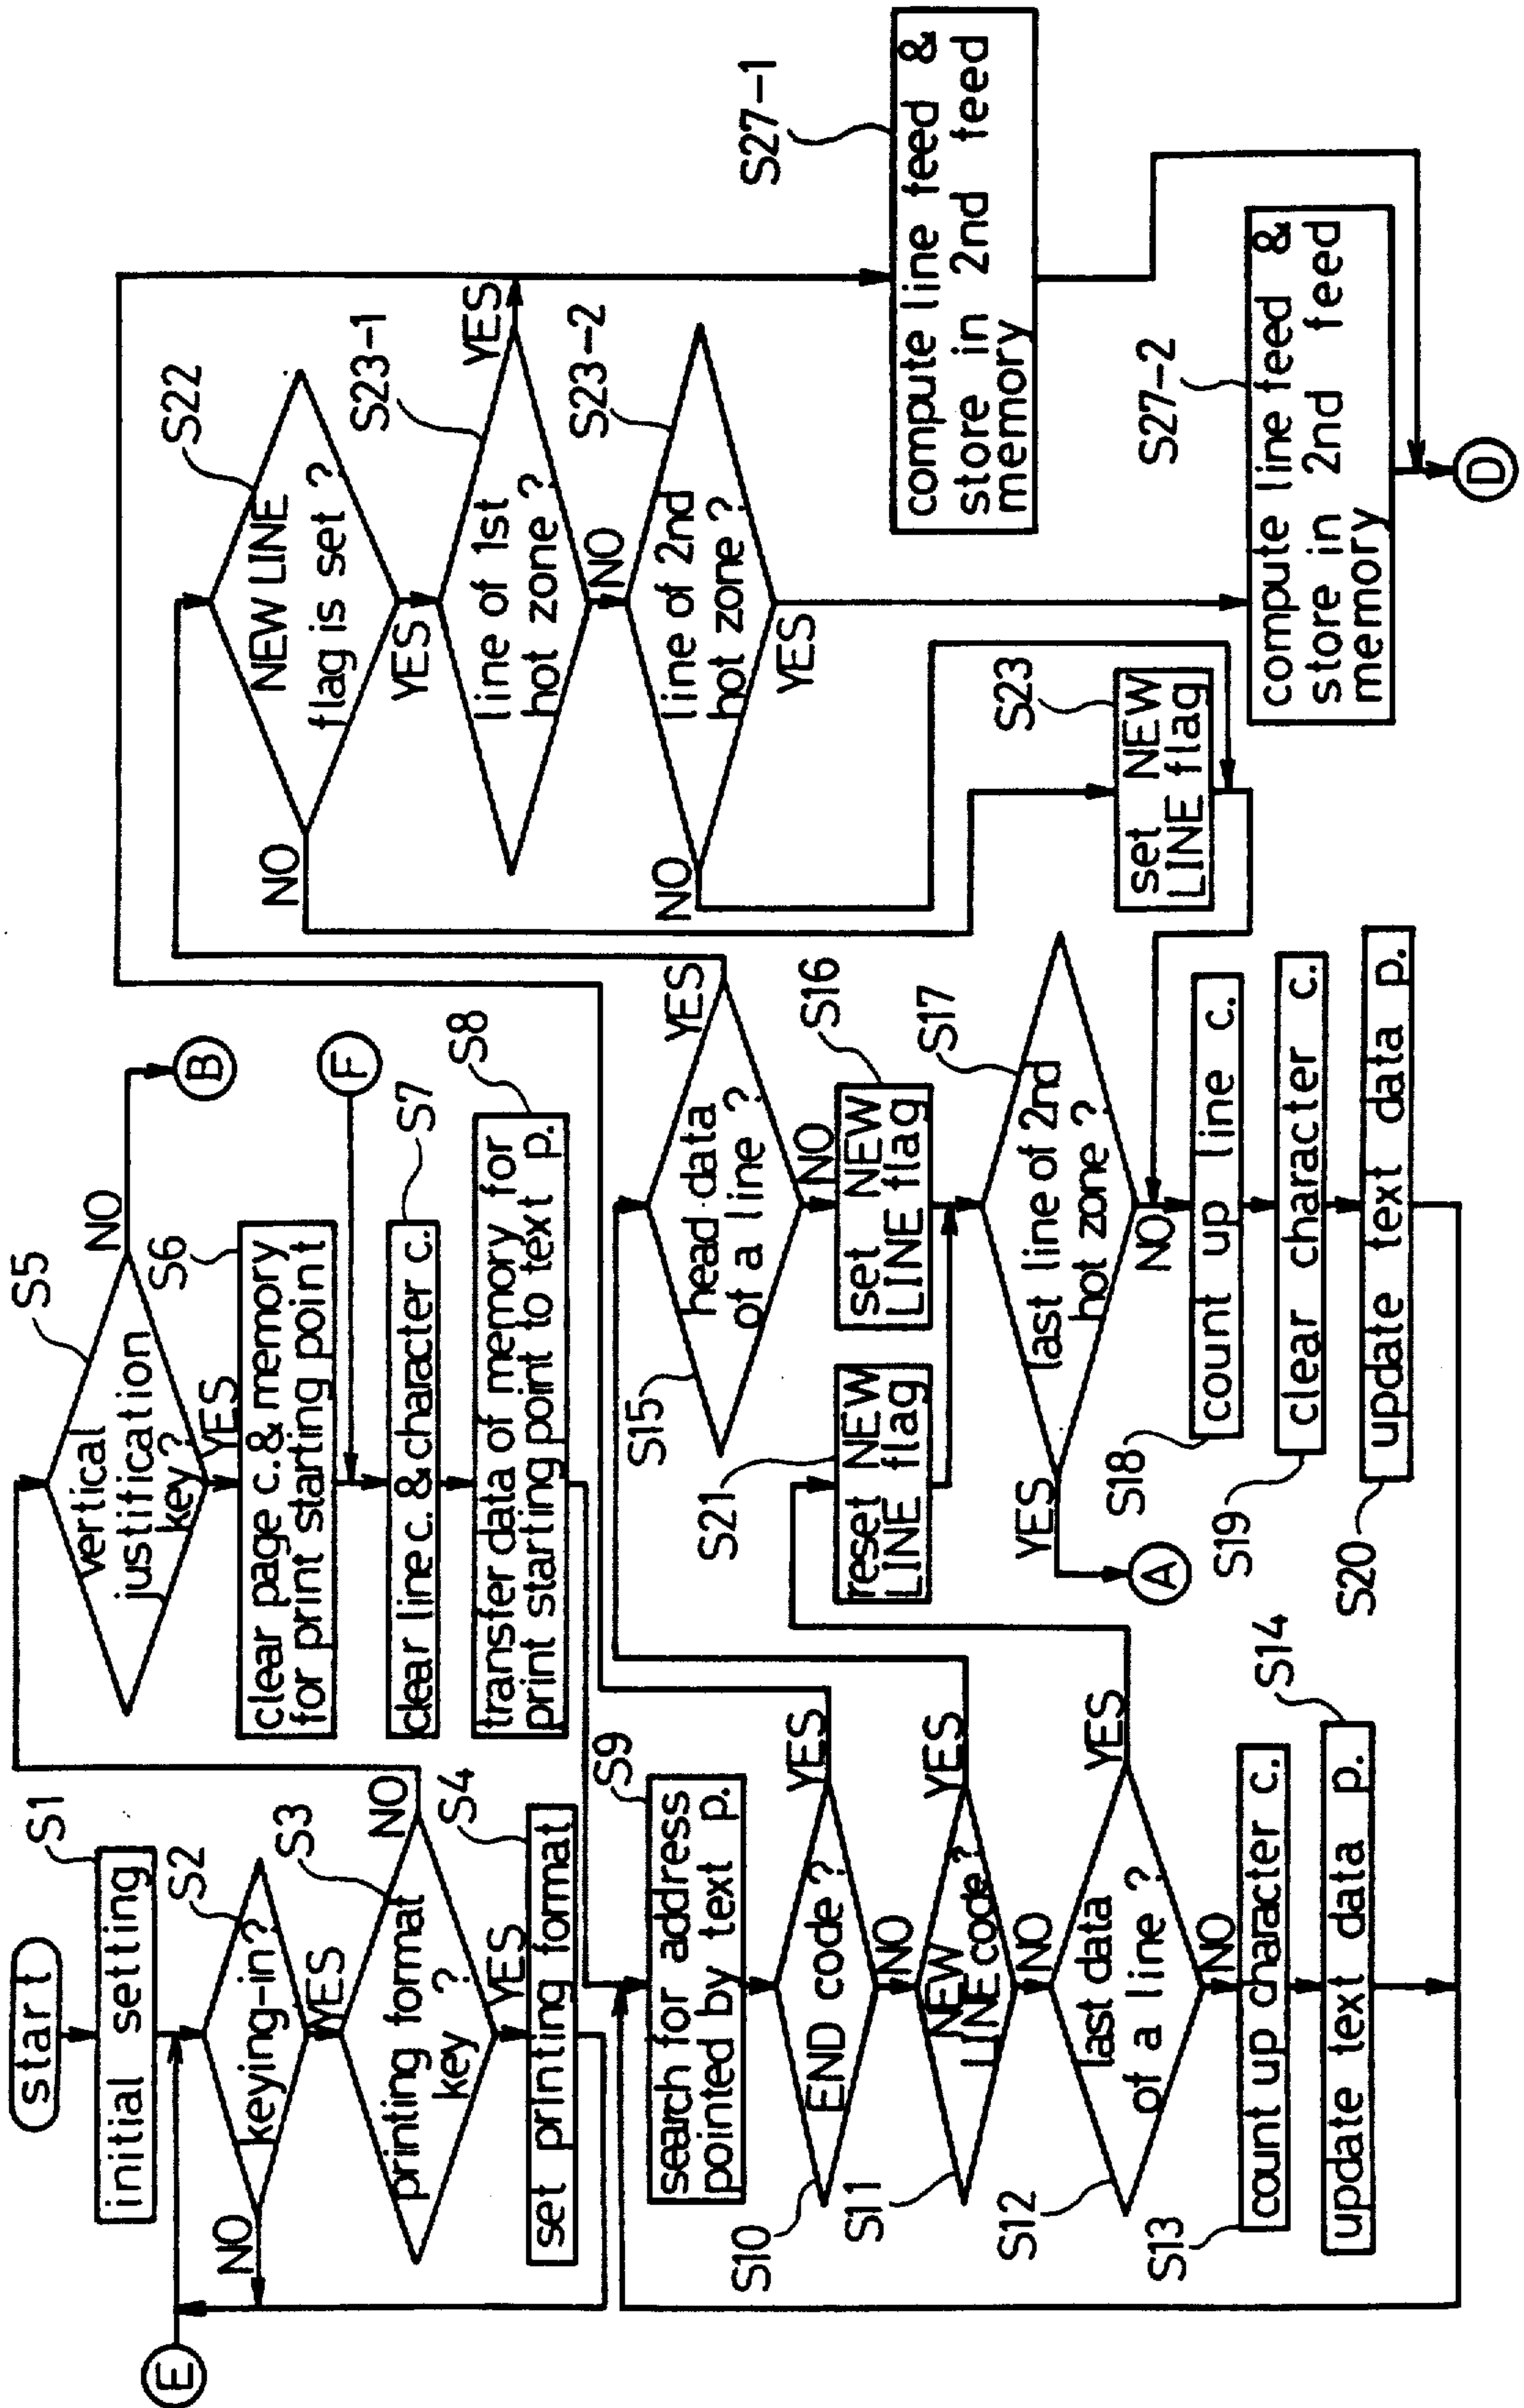 start
S1
initial setting
E
S2
keying-in?
NO
YES
S3
printing format
key ?
NO
YES
S4
set printing format
S5
vertical
justification
key?
NO
B
YES
S6
clear page c.& memory
for print starting point
F
S7
clear line c. & character c.
S8
transfer data of memory for
print starting point to text p.
S9
search for address
pointed by text p.
S10
END code?
YES
NO
S11
NEW
LINE code?
YES
NO
S12
last data
of a line ?
YES
NO
S13
count up character c.
S14
update text data p.
S15
head data
of a line ?
YES
NO
S16
set NEW
LINE flag
S21
reset NEW
LINE flag
S17
last line of 2nd
hot zone ?
YES
A
NO
S18
count up line c.
S19
clear character c.
S20
update text data p.
S22
NEW LINE
flag is set ?
NO
YES
S23-1
line of 1st
hot zone ?
YES
NO
S23-2
line of 2nd
hot zone ?
NO
YES
S23
set NEW
LINE flag
S27-1
compute line feed &
store in 2nd feed
memory
S27-2
compute line feed &
store in 2nd feed
memory
D